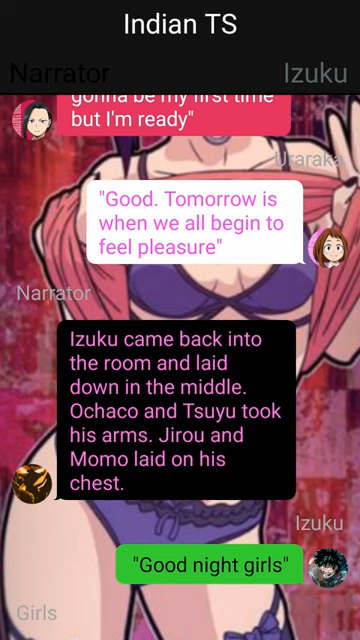 Indian TS
Narrator
Izuku
gonna be my first time
but I'm ready"
Uraraka
"Good. Tomorrow is
when we all begin to
feel pleasure"
Narrator
Izuku came back into
the room and laid
down in the middle.
Ochaco and Tsuyu took
his arms. Jirou and
Momo laid on his
chest.
Izuku
"Good night girls"
Girls